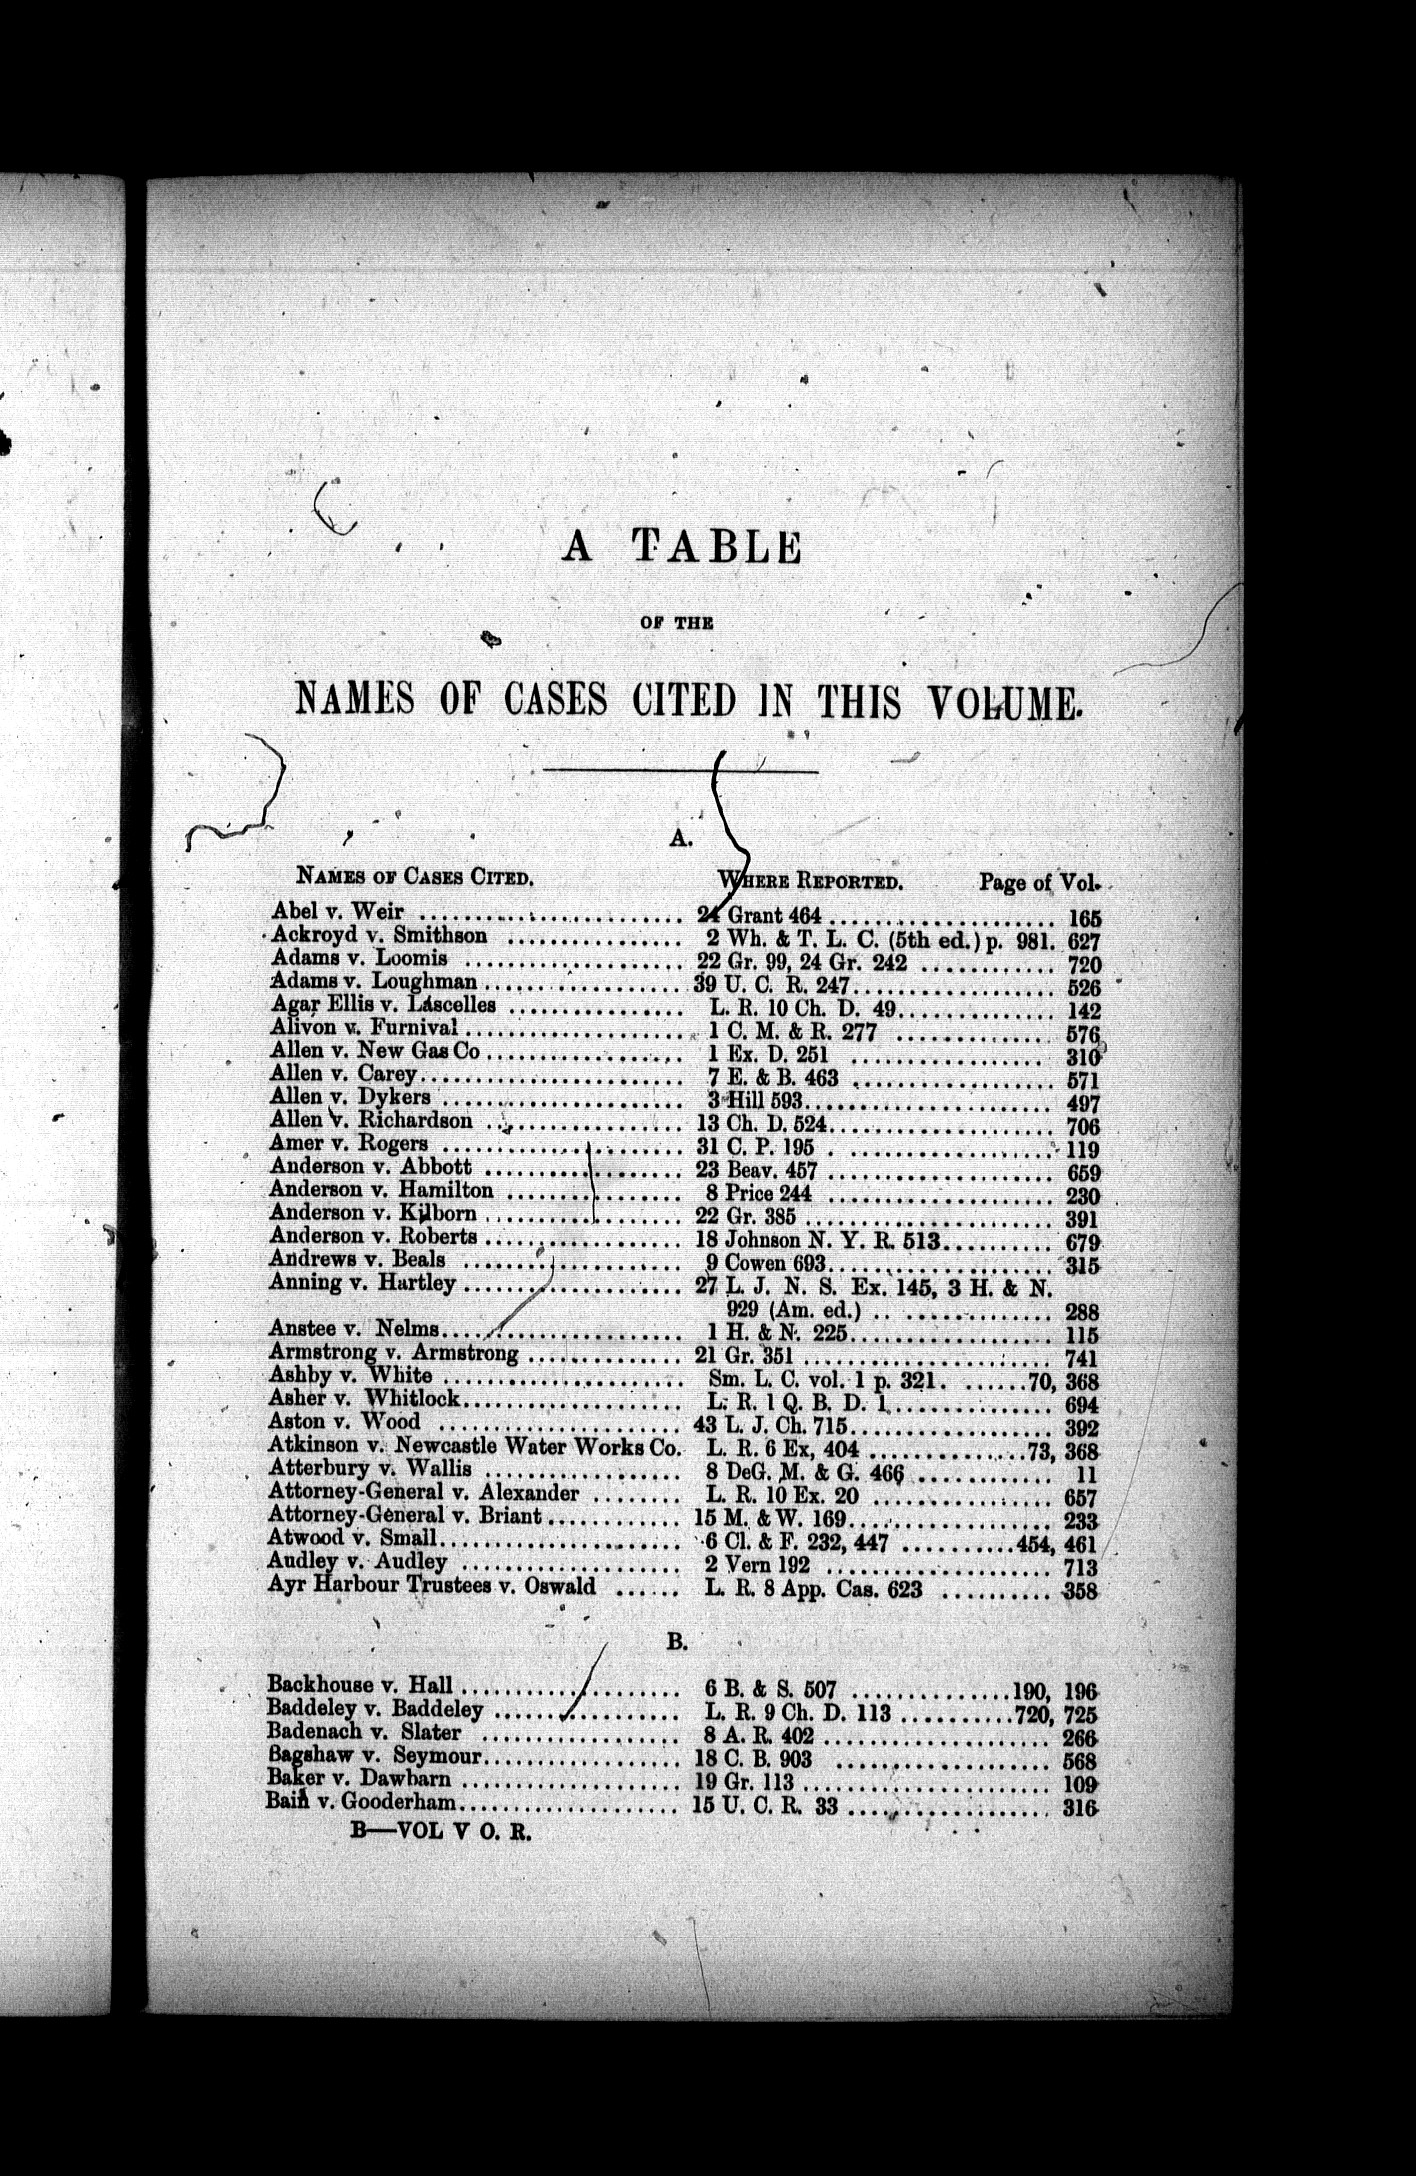 A TABLE
OF THE
NAMES OF CASES CITED IN THIS VOLUME.
A.
NAMES OF CASES CITED. WHERE REPORTED. Page of Vol.
Abel v. Weir ........................ 24 Grant 464 .................... 165
Ackroyd v. Smithson ................ 2 Wh. & T. L. C. (5th ed.) p. 981. 627
Adams v. Loomis .................... 22 Gr. 99, 24 Gr. 242 ............ 720
Adams v. Loughman .................. 39 U. C. R. 247.................. 526
Agar Ellis v. Lascelles ................ L. R. 10 Ch. D. 49.............. 142
Alivon v. Furnival .................... 1 C. M. & R. 277 .............. 576
Allen v. New Gas Co .................. 1 Ex. D. 251 .................. 310
Allen v. Carey........................ 7 E. & B. 463 .................. 571
Allen v. Dykers ...................... 3 Hill 593...................... 497
Allen v. Richardson .................. 13 Ch. D. 524.................... 706
Amer v. Rogers ...................... 31 C. P. 195 . .................. 119
Anderson v. Abbott .................. 23 Beav. 457 .................... 659
Anderson v. Hamilton ................ 8 Price 244 .................... 230
Anderson v. Kilborn .................. 22 Gr. 385 ...................... 391
Anderson v. Roberts .................. 18 Johnson N. Y. R. 513.......... 679
Andrews v. Beals .................... 9 Cowen 693.................... 315
Anning v. Hartley .................... 27 L. J. N. S. Ex. 145, 3 H. & N.
929 (Am. ed.) .. .............. 288
Anstee v. Nelms...................... 1 H. & N. 225.................. 115
Armstrong v. Armstrong .............. 21 Gr. 351 ...................... 741
Ashby v. White ...................... Sm. L. C. vol. 1 p. 321. .......70, 368
Asher v. Whitlock.................... L. R. 1 Q. B. D. 1.............. 694
Aston v. Wood ...................... 43 L. J. Ch. 715.................. 392
Atkinson v. Newcastle Water Works Co. L. R. 6 Ex, 404 ..............73, 368
Atterbury v. Wallis .................. 8 DeG. M. & G. 466 ............ 11
Attorney-General v. Alexander ........ L. R. 10 Ex. 20 ................ 657
Attorney-General v. Briant ............ 15 M. & W. 169.................. 233
Atwood v. Small...................... 6 Cl. & F. 232, 447 ..........454, 461
Audley v. Audley .................... 2 Vern 192 .................... 713
Ayr Harbour Trustees v. Oswald ...... L. R. 8 App. Cas. 623 .......... 358
B.
Backhouse v. Hall .................... 6 B. & S. 507 ..............190, 196
Baddeley v. Baddeley ................ L. R. 9 Ch. D. 113 ..........720, 725
Badenach v. Slater .................. 8 A. R. 402 .................... 266
Bagshaw v. Seymour.................. 18 C. B. 903 .................. 568
Baker v. Dawbarn .................... 19 Gr. 113 ...................... 109
Bain v. Gooderham.................... 15 U. C. R. 33 .................. 316
B—VOL V O. R.